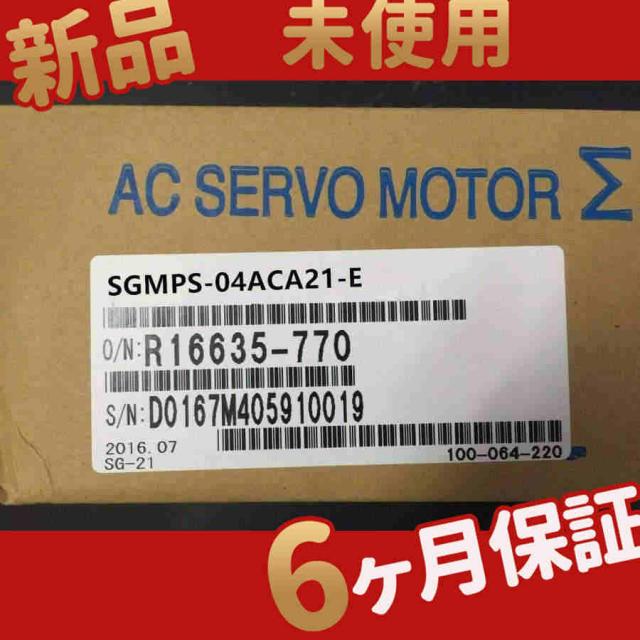 新品 未使用
AC SERVO MOTOR Σ
SGMPS-04ACA21-E
O/N:R16635-770
S/N:D0167M405910019
2016.07
SG-21
100-064-220
6ヶ月保証